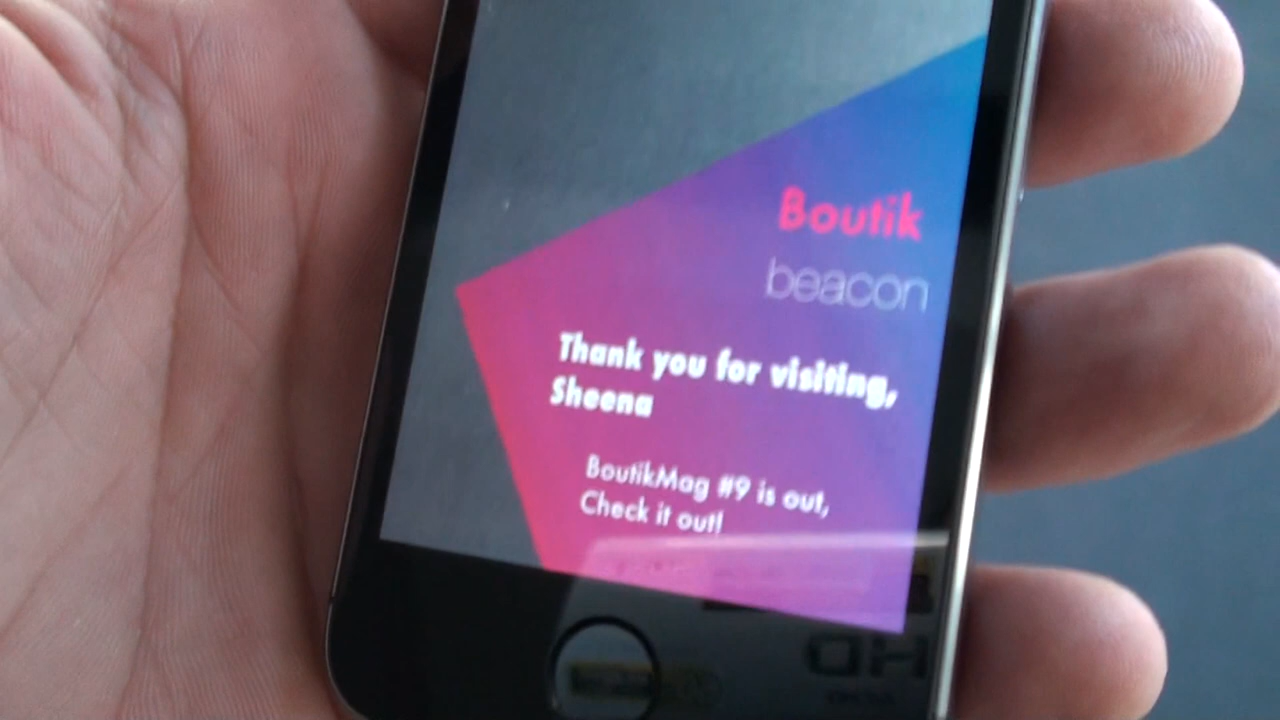 Boutik
beacon
Thank you for visiting,
Sheena
BoutikMag #9 is out,
Check it out!